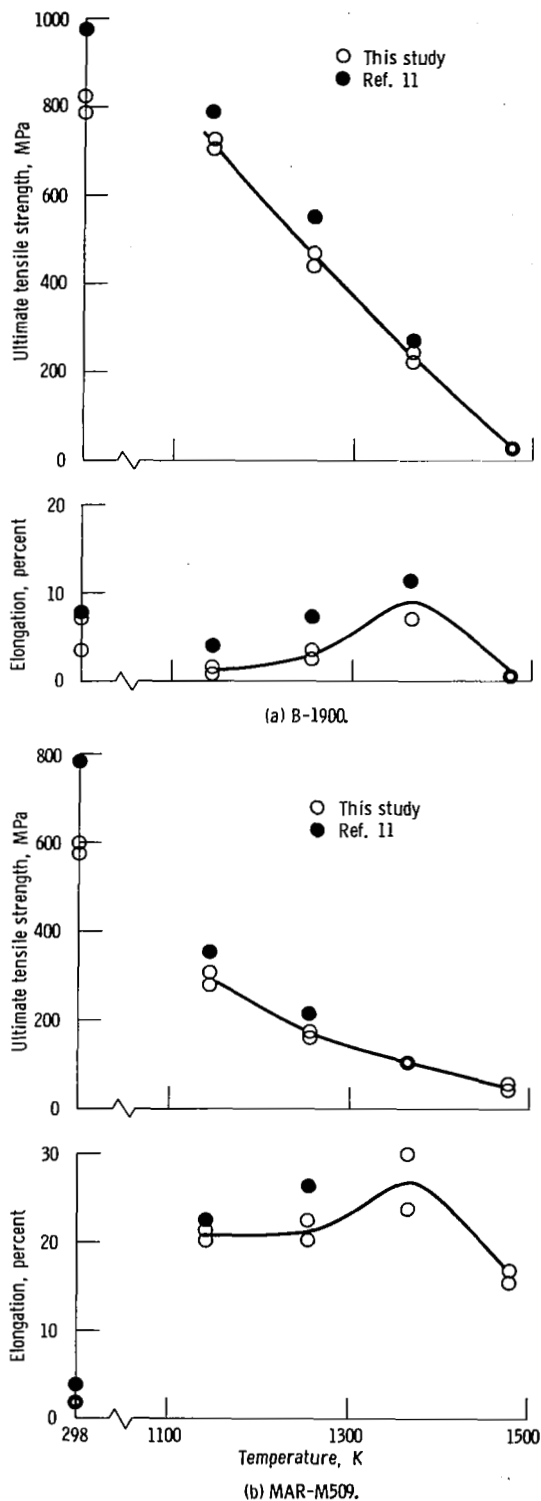 1000
800
600
400
200
0
Ultimate tensile strength, MPa
This study
Ref. 11
20
10
0
Elongation, percent
(a) B-1900.
800
600
400
200
0
Ultimate tensile strength, MPa
This study
Ref. 11
30
20
10
0
Elongation, percent
298 1100 1300 1500
Temperature, K
(b) MAR-M509.